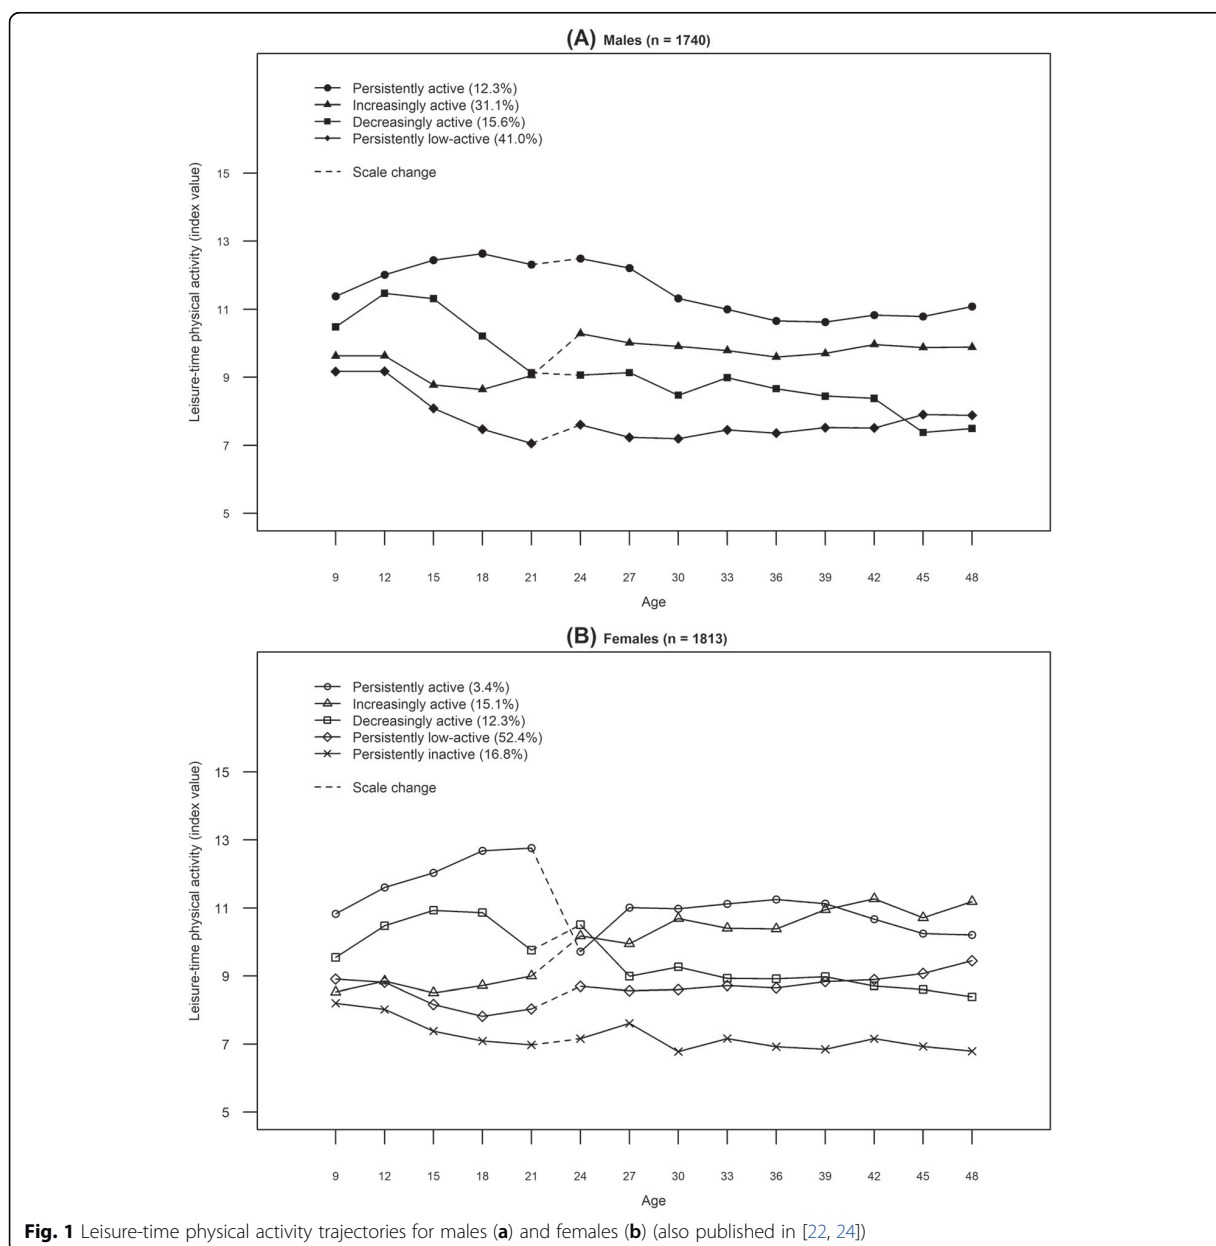 (A) Males (n = 1740)
Persistently active (12.3%)
Increasingly active (31.1%)
Decreasingly active (15.6%)
Persistently low-active (41.0%)
Scale change
Leisure-time physical activity (index value)
15
13
11
9
7
5
9 12 15 18 21 24 27 30 33 36 39 42 45 48
Age
(B) Females (n = 1813)
Persistently active (3.4%)
Increasingly active (15.1%)
Decreasingly active (12.3%)
Persistently low-active (52.4%)
Persistently inactive (16.8%)
Scale change
Leisure-time physical activity (index value)
15
13
11
9
7
5
9 12 15 18 21 24 27 30 33 36 39 42 45 48
Age
Fig. 1 Leisure-time physical activity trajectories for males (a) and females (b) (also published in [22, 24])